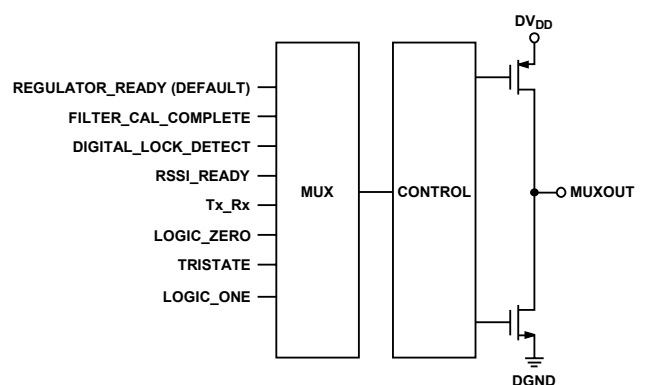 DVDD
REGULATOR_READY (DEFAULT)
FILTER_CAL_COMPLETE
DIGITAL_LOCK_DETECT
RSSI_READY
Tx_Rx
LOGIC_ZERO
TRISTATE
LOGIC_ONE
MUX
CONTROL
MUXOUT
DGND